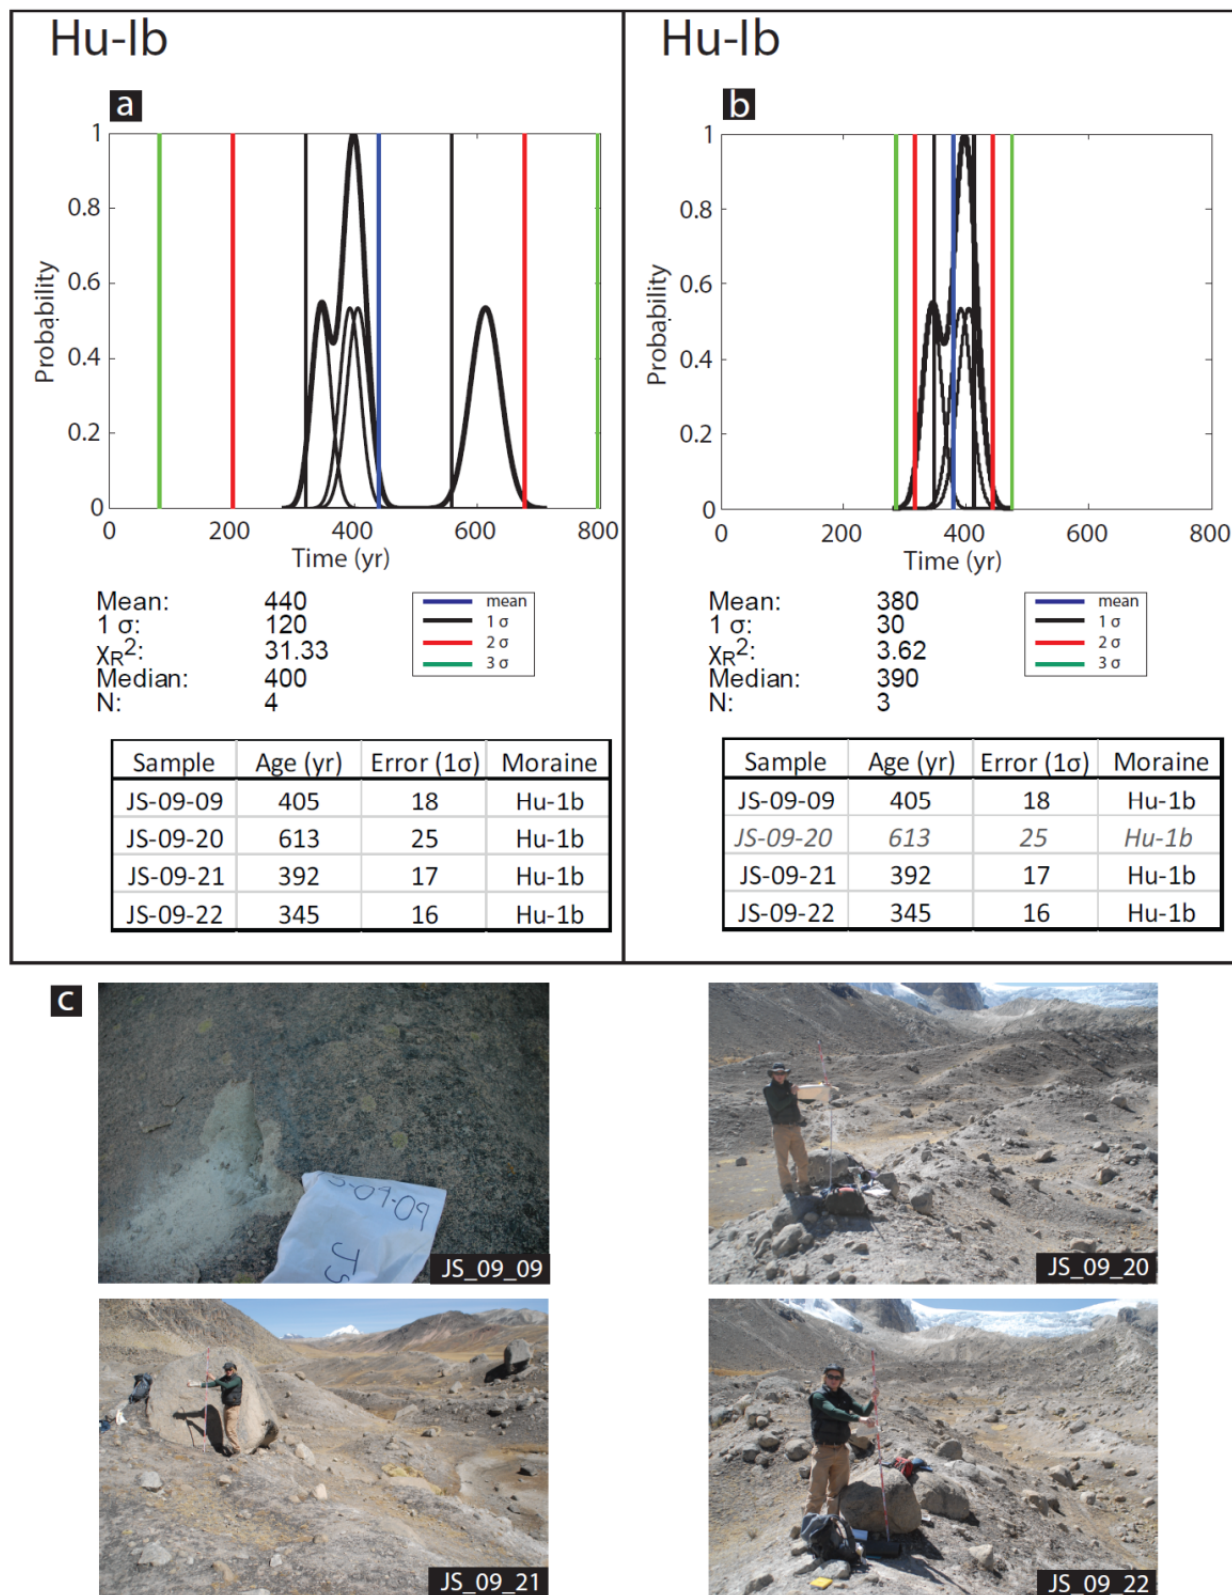 Hu-Ib
a
1
0.8
0.6
0.4
0.2
0
Probability
0 200 400 600 800
Time (yr)
Mean: 440
1 σ: 120
χR²: 31.33
Median: 400
N: 4
mean
1 σ
2 σ
3 σ
Sample Age (yr) Error (1σ) Moraine
JS-09-09 405 18 Hu-1b
JS-09-20 613 25 Hu-1b
JS-09-21 392 17 Hu-1b
JS-09-22 345 16 Hu-1b
Hu-Ib
b
1
0.8
0.6
0.4
0.2
0
Probability
0 200 400 600 800
Time (yr)
Mean: 380
1 σ: 30
χR²: 3.62
Median: 390
N: 3
mean
1 σ
2 σ
3 σ
Sample Age (yr) Error (1σ) Moraine
JS-09-09 405 18 Hu-1b
JS-09-20 613 25 Hu-1b
JS-09-21 392 17 Hu-1b
JS-09-22 345 16 Hu-1b
c
S-09-09
JS
JS_09_09
JS_09_20
JS_09_21
JS_09_22